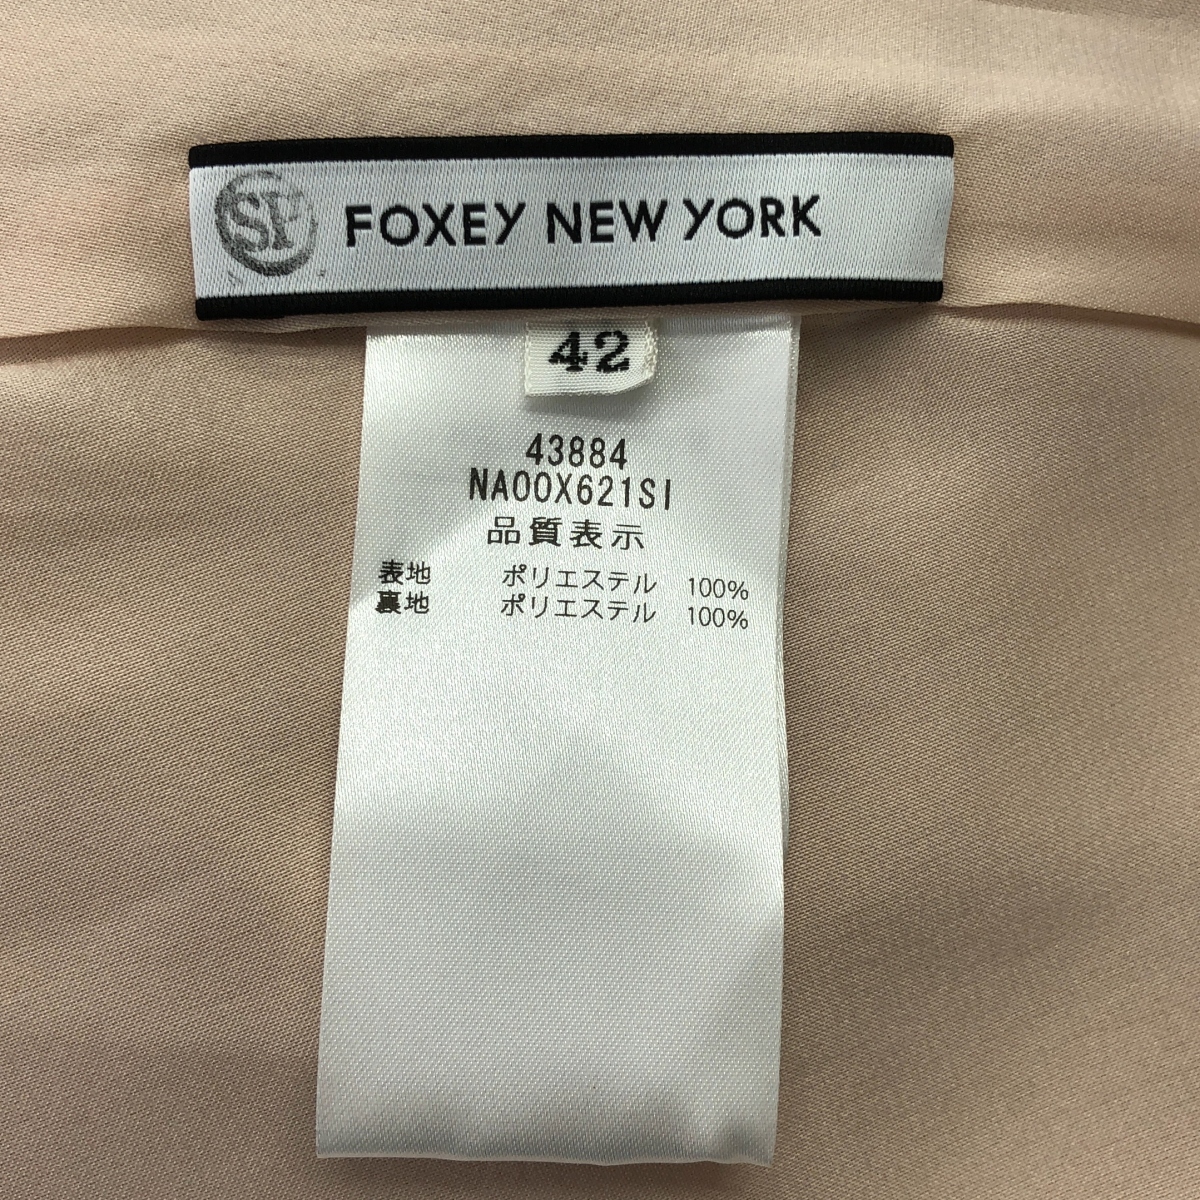 SF FOXEY NEW YORK
42
43884
NA00X621SI
品質表示
表地 ポリエステル 100%
裏地 ポリエステル 100%